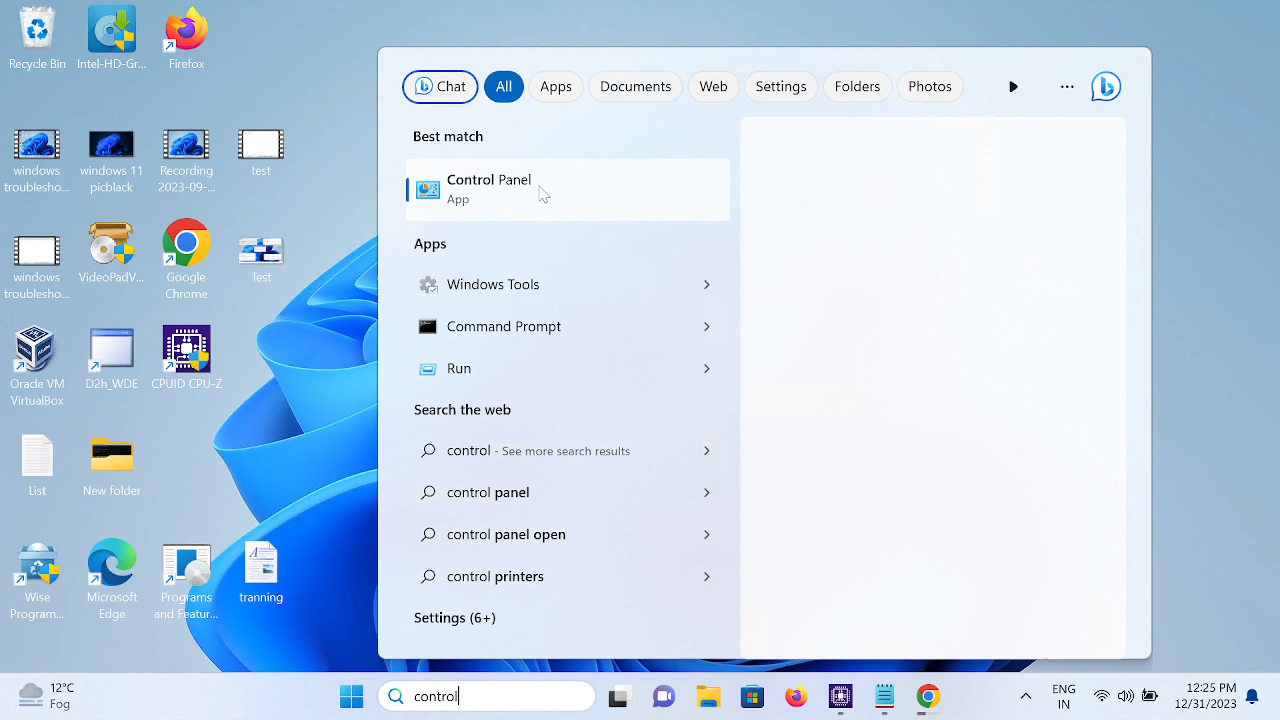 Recycle Bin
Intel-HD-Gr...
Firefox
windows
troublesho...
windows 11
picblack
Recording
2023-09-...
test
windows
troublesho...
VideoPadV...
Google
Chrome
Test
Oracle VM
VirtualBox
D2h_WDE
CPUID CPU-Z
List
New folder
Wise
Program...
Microsoft
Edge
Programs
and Featur...
tranning
Chat
All
Apps
Documents
Web
Settings
Folders
Photos
Best match
Control Panel
App
Apps
Windows Tools
Command Prompt
Run
Search the web
control - See more search results
control panel
control panel open
control printers
Settings (6+)
12°C
Fog
control
ENG
IN
12:25 PM
12/31/2023